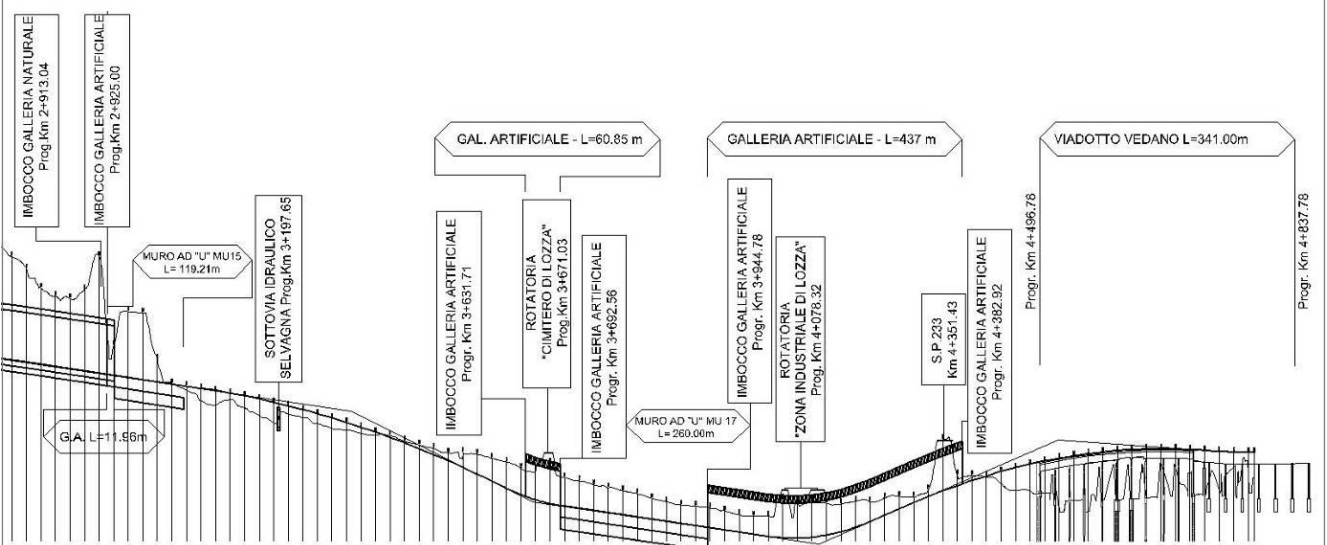 IMBOCCO GALLERIA NATURALE
Prog.Km 2+913.04
IMBOCCO GALLERIA ARTIFICIALE
Prog.Km 2+925.00
MURO AD "U" MU15
L= 119.21m
G.A. L=11.96m
SOTTOVIA IDRAULICO
SELVAGNA Prog.Km 3+197.65
GAL. ARTIFICIALE - L=60.85 m
IMBOCCO GALLERIA ARTIFICIALE
Progr. Km 3+631.71
ROTATORIA
"CIMITERO DI LOZZA"
Prog.Km 3+671.03
IMBOCCO GALLERIA ARTIFICIALE
Progr. Km 3+692.56
MURO AD "U" MU 17
L= 260.00m
GALLERIA ARTIFICIALE - L=437 m
IMBOCCO GALLERIA ARTIFICIALE
Progr. Km 3+944.78
ROTATORIA
"ZONA INDUSTRIALE DI LOZZA"
Prog. Km 4+078.32
S.P.233
Km 4+351.43
IMBOCCO GALLERIA ARTIFICIALE
Progr. Km 4+382.92
VIADOTTO VEDANO L=341.00m
Progr. Km 4+496.78
Progr. Km 4+837.78